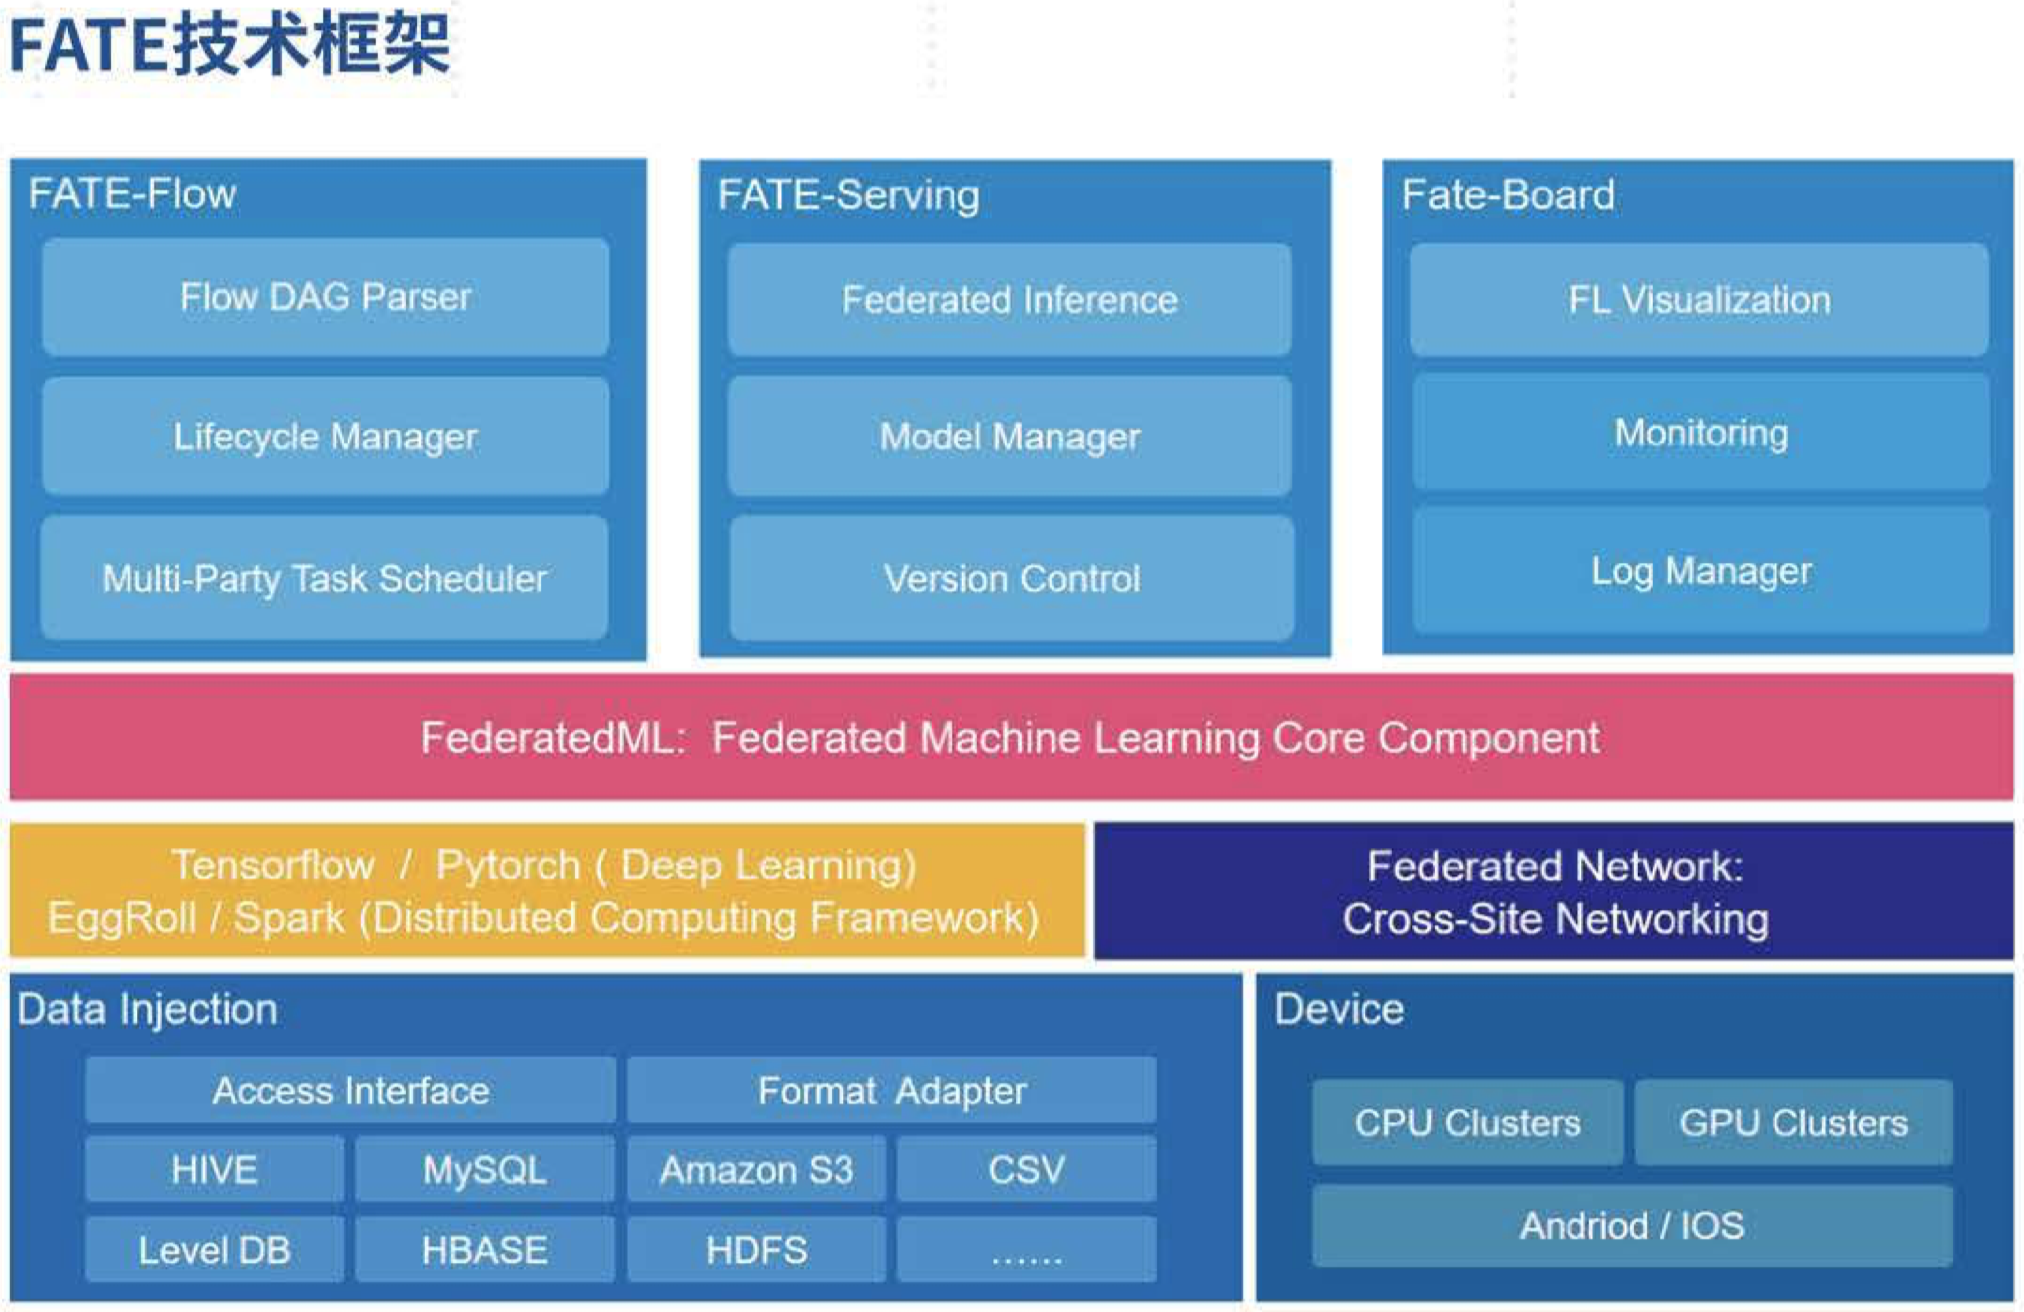 FATE技术框架
FATE-Flow
Flow DAG Parser
Lifecycle Manager
Multi-Party Task Scheduler
FATE-Serving
Federated Inference
Model Manager
Version Control
Fate-Board
FL Visualization
Monitoring
Log Manager
FederatedML: Federated Machine Learning Core Component
Tensorflow / Pytorch ( Deep Learning)
EggRoll / Spark (Distributed Computing Framework)
Federated Network:
Cross-Site Networking
Data Injection
Access Interface
Format Adapter
HIVE
MySQL
Amazon S3
CSV
Level DB
HBASE
HDFS
......
Device
CPU Clusters
GPU Clusters
Andriod / IOS